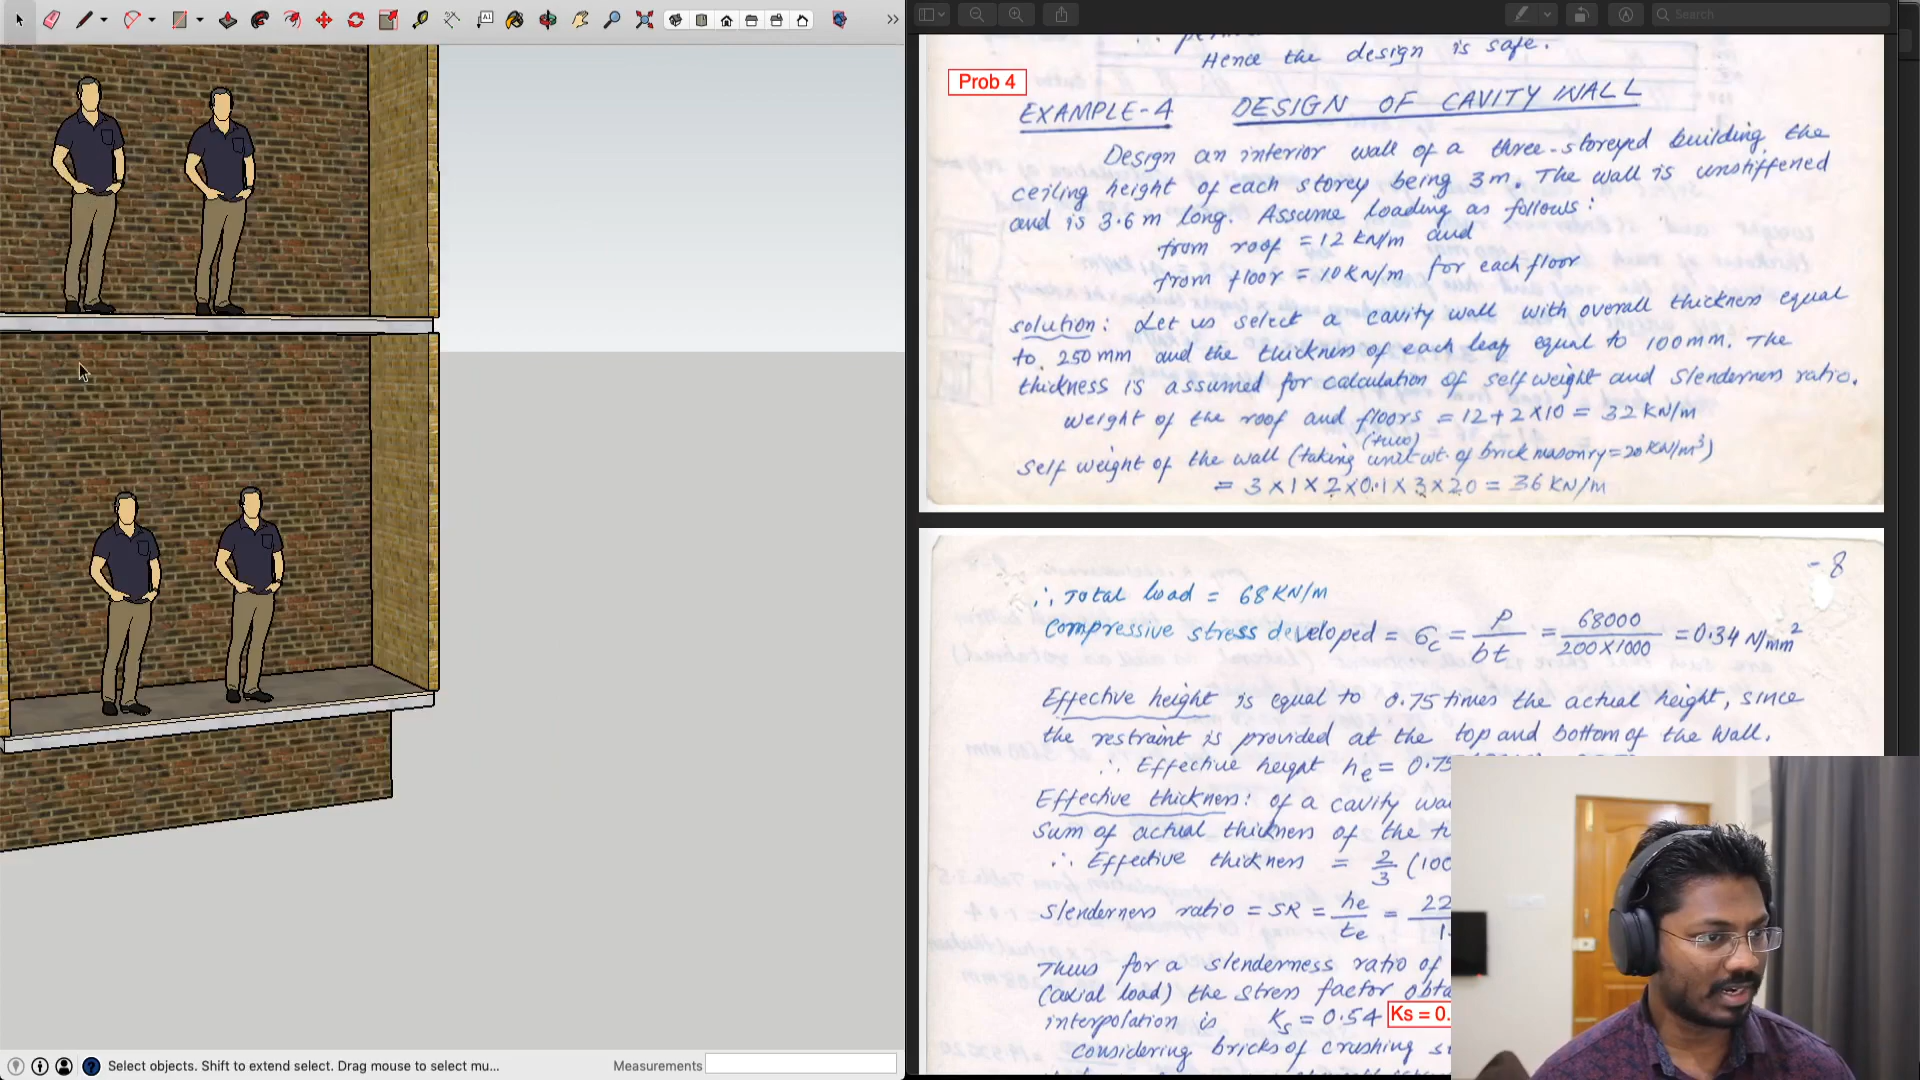 Search
Hence the design is safe.
Prob 4
EXAMPLE-4 DESIGN OF CAVITY WALL
Design an interior wall of a three-storeyed building, the
ceiling height of each storey being 3m. The wall is unstiffened
and is 3.6 m long. Assume loading as follows:
from roof = 12 KN/m and
from floor = 10KN/m for each floor
solution: Let us select a cavity wall with overall thickness equal
to 250 mm and the thickness of each leaf equal to 100mm. The
thickness is assumed for calculation of self weight and slenderness ratio.
weight of the roof and floors = 12 + 2 X 10 = 32 KN/m
(two)
self weight of the wall (taking unit wt. of brick masonry = 20 KN/m³)
= 3 X 1 X 2 X 0.1 X 3 X 20 = 36 KN/m
- 8
∴ Total load = 68 KN/m
compressive stress developed = σc = P/bt = 68000/200X1000 = 0.34 N/mm²
Effective height is equal to 0.75 times the actual height, since
the restraint is provided at the top and bottom of the wall.
∴ Effective height he = 0.75
Effective thickness: of a cavity wa
Sum of actual thickness of the t
∴ Effective thickness = 2/3 (100
Slenderness ratio = SR = he/te = 22
1.
Thus for a slenderness ratio of
(axial load) the stress factor obta
interpolation is Ks = 0.54 Ks = 0.
Considering bricks of crushing s
Select objects. Shift to extend select. Drag mouse to select mu...
Measurements